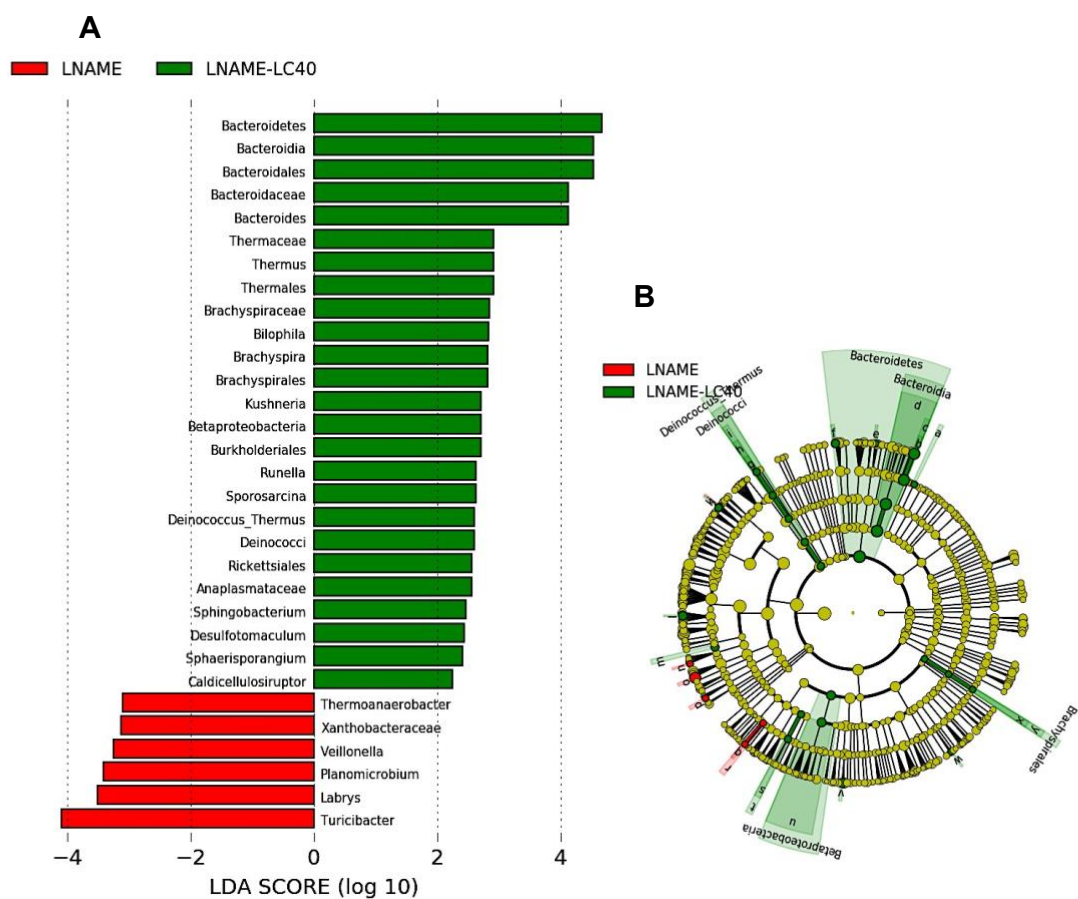 A
LNAME LNAME-LC40
Bacteroidetes
Bacteroidia
Bacteroidales
Bacteroidaceae
Bacteroides
Thermaceae
Thermus
Thermales
Brachyspiraceae
Bilophila
Brachyspira
Brachyspirales
Kushneria
Betaproteobacteria
Burkholderiales
Runella
Sporosarcina
Deinococcus_Thermus
Deinococci
Rickettsiales
Anaplasmataceae
Sphingobacterium
Desulfotomaculum
Sphaerisporangium
Caldicellulosiruptor
Thermoanaerobacter
Xanthobacteraceae
Veillonella
Planomicrobium
Labrys
Turicibacter
−4 −2 0 2 4
LDA SCORE (log 10)
B
LNAME
LNAME-LC40
Bacteroidetes
Bacteroidia
d
c
a
e
f
Deinococcus_Thermus
Deinococci
m
n
o
p
r
s
t
u
v
w
x
y
Brachyspirales
Betaproteobacteria